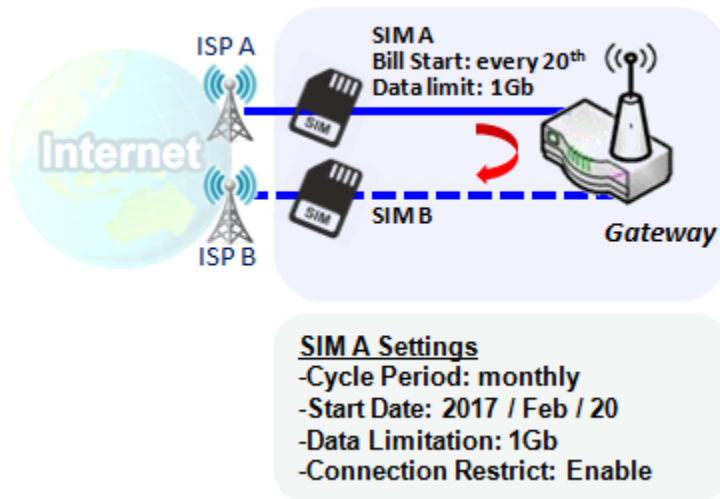 ISP A
SIM A
Bill Start: every 20th
Data limit: 1Gb
SIM
Internet
SIM
SIM B
Gateway
ISP B
SIM A Settings
-Cycle Period: monthly
-Start Date: 2017 / Feb / 20
-Data Limitation: 1Gb
-Connection Restrict: Enable